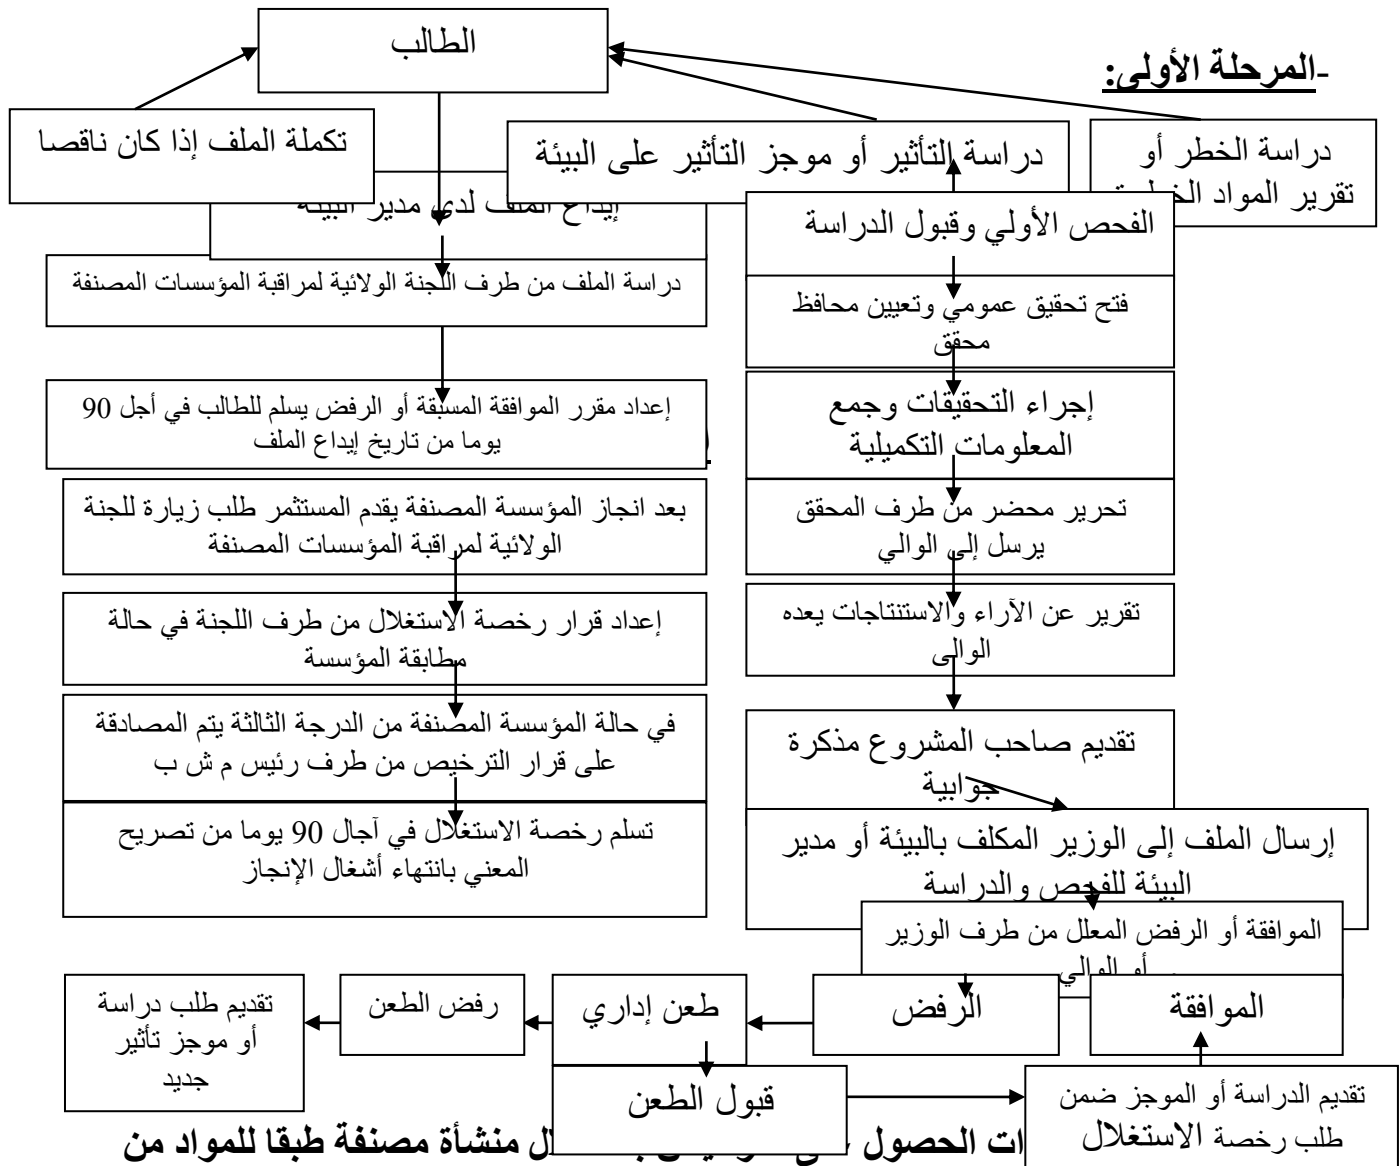 -المرحلة الأولى:
الطالب
تكملة الملف إذا كان ناقصا
دراسة التأثير أو موجز التأثير على البيئة
دراسة الخطر أو
تقرير المواد
إيداع الملف لدى مدير البيئة
دراسة الملف من طرف اللجنة الولائية لمراقبة المؤسسات المصنفة
إعداد مقرر الموافقة المسبقة أو الرفض يسلم للطالب في أجل 90
يوما من تاريخ إيداع الملف
بعد انجاز المؤسسة المصنفة يقدم المستثمر طلب زيارة للجنة
الولائية لمراقبة المؤسسات المصنفة
إعداد قرار رخصة الاستغلال من طرف اللجنة في حالة
مطابقة المؤسسة
في حالة المؤسسة المصنفة من الدرجة الثالثة يتم المصادقة
على قرار الترخيص من طرف رئيس م ش ب
تسلم رخصة الاستغلال في آجال 90 يوما من تصريح
المعني بانتهاء أشغال الإنجاز
الفحص الأولي وقبول الدراسة
فتح تحقيق عمومي وتعيين محافظ
محقق
إجراء التحقيقات وجمع
المعلومات التكميلية
تحرير محضر من طرف المحقق
يرسل إلى الوالي
تقرير عن الآراء والاستنتاجات يعده
الوالي
تقديم صاحب المشروع مذكرة
جوابية
إرسال الملف إلى الوزير المكلف بالبيئة أو مدير
البيئة للفحص والدراسة
الموافقة أو الرفض المعلل من طرف الوزير
أو الوالي
الموافقة
الرفض
طعن إداري
رفض الطعن
تقديم طلب دراسة
أو موجز تأثير
جديد
قبول الطعن
تقديم الدراسة أو الموجز ضمن
طلب رخصة الاستغلال
الحصول منشأة مصنفة طبقا للمواد من